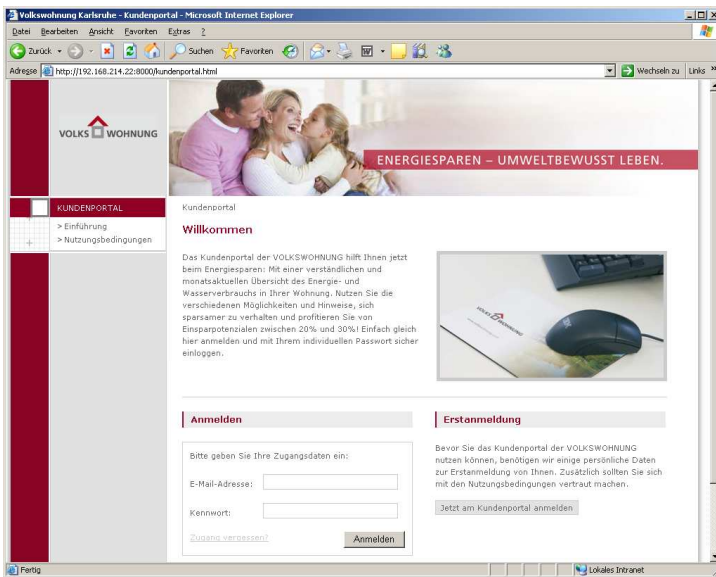 Volkswohnung Karlsruhe - Kundenportal - Microsoft Internet Explorer
Datei Bearbeiten Ansicht Favoriten Extras ?
Zurück Suchen Favoriten
Adresse http://192.168.214.22:8000/kundenportal.html Wechseln zu Links »
VOLKS WOHNUNG
ENERGIESPAREN – UMWELTBEWUSST LEBEN.
KUNDENPORTAL
> Einführung
> Nutzungsbedingungen
Kundenportal
Willkommen
Das Kundenportal der VOLKSWOHNUNG hilft Ihnen jetzt
beim Energiesparen: Mit einer verständlichen und
monatsaktuellen Übersicht des Energie- und
Wasserverbrauchs in Ihrer Wohnung. Nutzen Sie die
verschiedenen Möglichkeiten und Hinweise, sich
sparsamer zu verhalten und profitieren Sie von
Einsparpotenzialen zwischen 20% und 30%! Einfach gleich
hier anmelden und mit Ihrem individuellen Passwort sicher
einloggen.
VOLKS WOHNUNG
Anmelden
Bitte geben Sie Ihre Zugangsdaten ein:
E-Mail-Adresse:
Kennwort:
Zugang vergessen?
Anmelden
Erstanmeldung
Bevor Sie das Kundenportal der VOLKSWOHNUNG
nutzen können, benötigen wir einige persönliche Daten
zur Erstanmeldung von Ihnen. Zusätzlich sollten Sie sich
mit den Nutzungsbedingungen vertraut machen.
Jetzt am Kundenportal anmelden
Fertig
Lokales Intranet